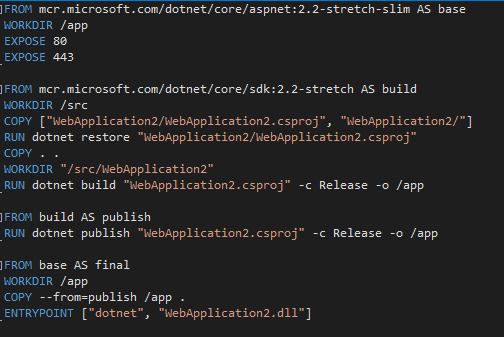 FROM mcr.microsoft.com/dotnet/core/aspnet:2.2-stretch-slim AS base
WORKDIR /app
EXPOSE 80
EXPOSE 443
FROM mcr.microsoft.com/dotnet/core/sdk:2.2-stretch AS build
WORKDIR /src
COPY ["WebApplication2/WebApplication2.csproj", "WebApplication2/"]
RUN dotnet restore "WebApplication2/WebApplication2.csproj"
COPY . .
WORKDIR "/src/WebApplication2"
RUN dotnet build "WebApplication2.csproj" -c Release -o /app
FROM build AS publish
RUN dotnet publish "WebApplication2.csproj" -c Release -o /app
FROM base AS final
WORKDIR /app
COPY --from=publish /app .
ENTRYPOINT ["dotnet", "WebApplication2.dll"]